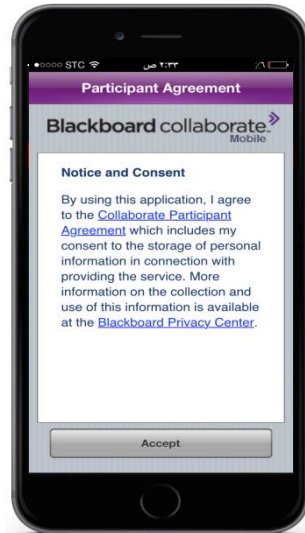 STC ٢:٣٣ ص ٪٦
Participant Agreement
Blackboard collaborate.
Mobile
Notice and Consent
By using this application, I agree
to the Collaborate Participant
Agreement which includes my
consent to the storage of personal
information in connection with
providing the service. More
information on the collection and
use of this information is available
at the Blackboard Privacy Center.
Accept